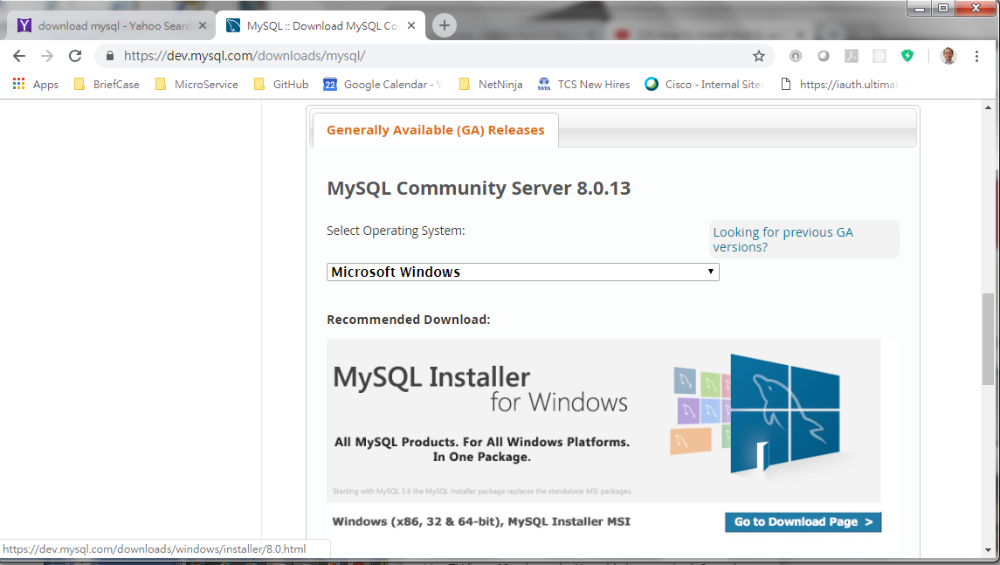 download mysql - Yahoo Searc
MySQL :: Download MySQL Co
https://dev.mysql.com/downloads/mysql/
Apps
BriefCase
MicroService
GitHub
22
Google Calendar - W
NetNinja
TATA
TCS New Hires
Cisco - Internal Sites
https://iauth.ultimat
Generally Available (GA) Releases
MySQL Community Server 8.0.13
Select Operating System:
Looking for previous GA
versions?
Microsoft Windows
Recommended Download:
MySQL Installer
for Windows
All MySQL Products. For All Windows Platforms.
In One Package.
Starting with MySQL 5.6 the MySQL Installer package replaces the standalone MSI packages.
Windows (x86, 32 & 64-bit), MySQL Installer MSI
Go to Download Page >
https://dev.mysql.com/downloads/windows/installer/8.0.html